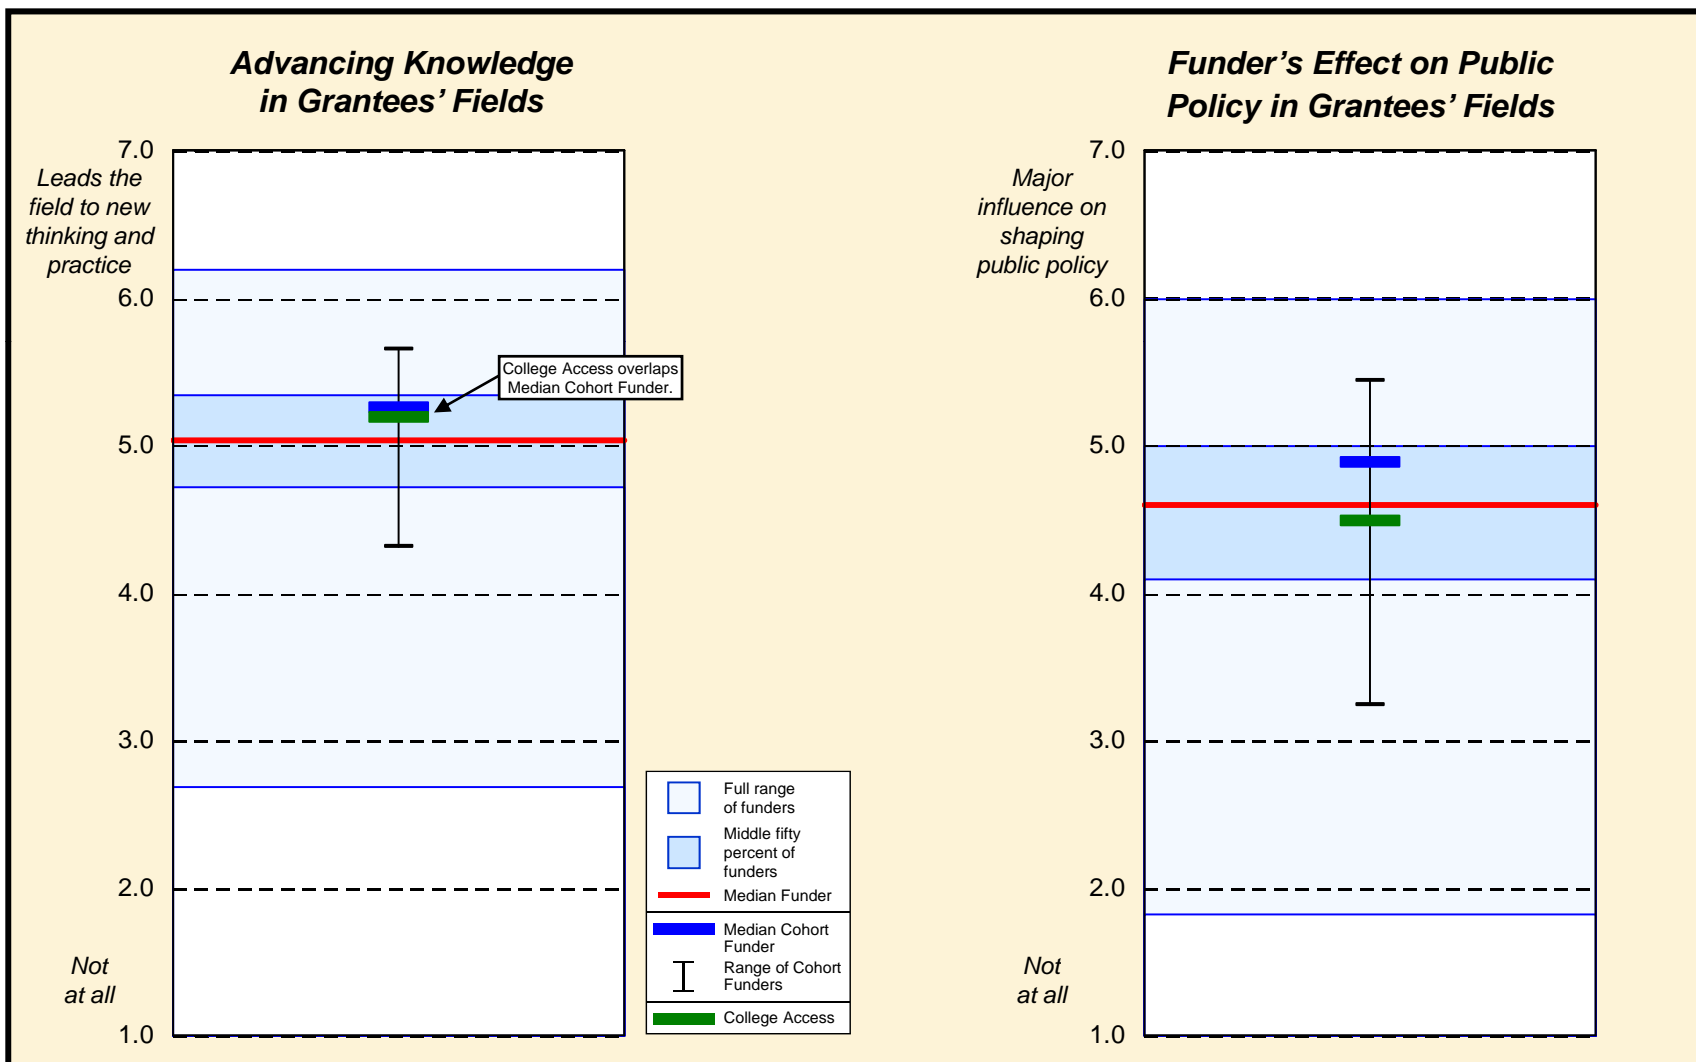 Advancing Knowledge
in Grantees’ Fields
7.0
Leads the
field to new
thinking and
practice
6.0
5.0
4.0
3.0
2.0
Not
at all
1.0
College Access overlaps
Median Cohort Funder.
Full range
of funders
Middle fifty
percent of
funders
Median Funder
Median Cohort
Funder
Range of Cohort
Funders
College Access
Funder’s Effect on Public
Policy in Grantees’ Fields
7.0
Major
influence on
shaping
public policy
6.0
5.0
4.0
3.0
2.0
Not
at all
1.0